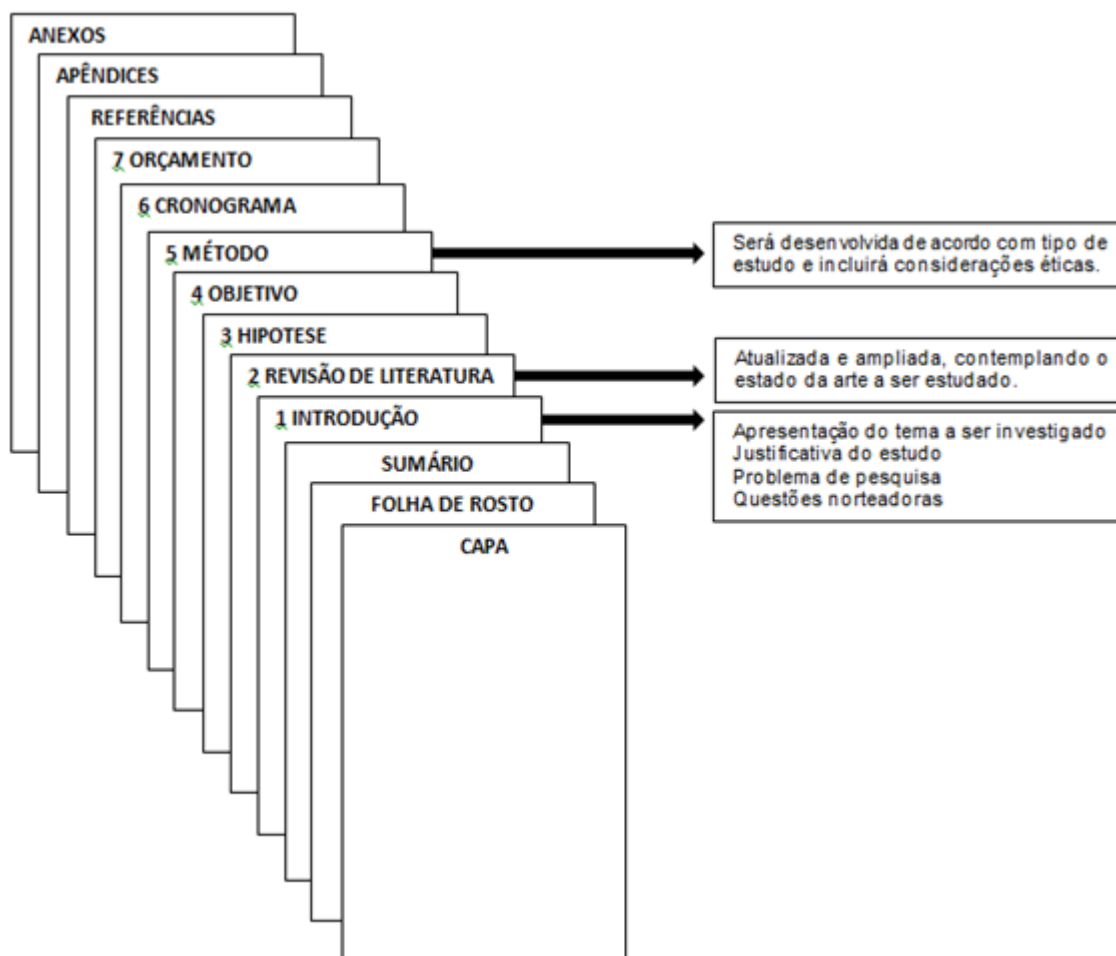 ANEXOS
APÊNDICES
REFERÊNCIAS
7 ORÇAMENTO
6 CRONOGRAMA
5 MÉTODO
4 OBJETIVO
3 HIPOTESE
2 REVISÃO DE LITERATURA
1 INTRODUÇÃO
SUMÁRIO
FOLHA DE ROSTO
CAPA
Será desenvolvida de acordo com tipo de
estudo e incluirá considerações éticas.
Atualizada e ampliada, contemplando o
estado da arte a ser estudado.
Apresentação do tema a ser investigado
Justificativa do estudo
Problema de pesquisa
Questões norteadoras